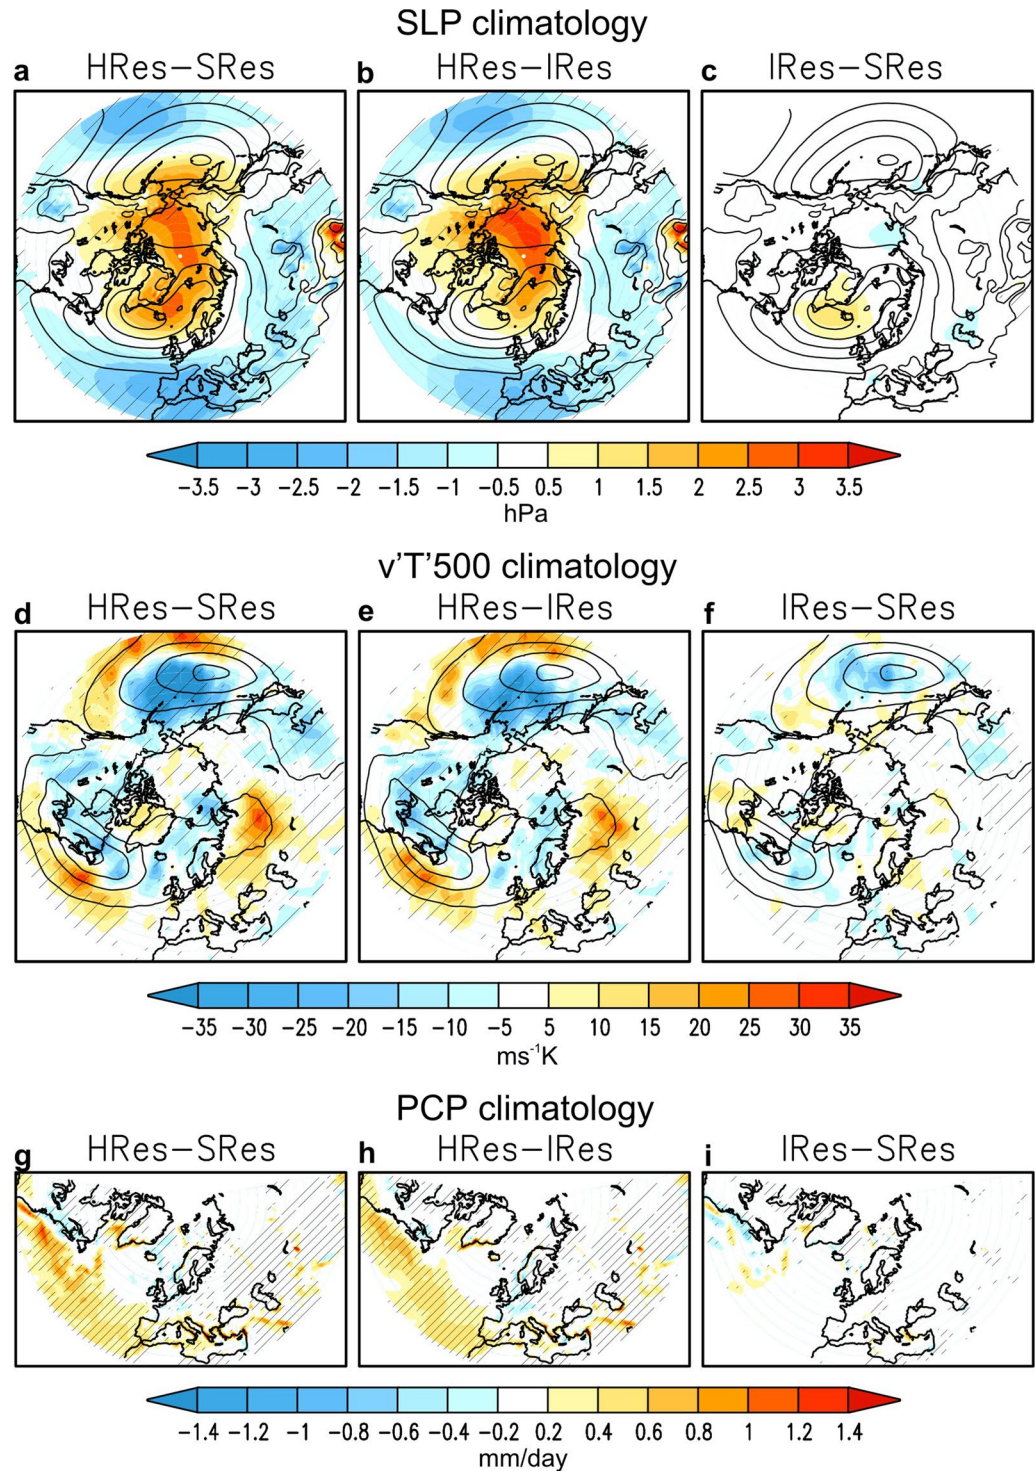 SLP climatology
a HRes–SRes b HRes–IRes c IRes–SRes
-3.5 -3 -2.5 -2 -1.5 -1 -0.5 0.5 1 1.5 2 2.5 3 3.5
hPa
v'T'500 climatology
d HRes–SRes e HRes–IRes f IRes–SRes
-35 -30 -25 -20 -15 -10 -5 5 10 15 20 25 30 35
ms⁻¹K
PCP climatology
g HRes–SRes h HRes–IRes i IRes–SRes
-1.4 -1.2 -1 -0.8 -0.6 -0.4 -0.2 0.2 0.4 0.6 0.8 1 1.2 1.4
mm/day